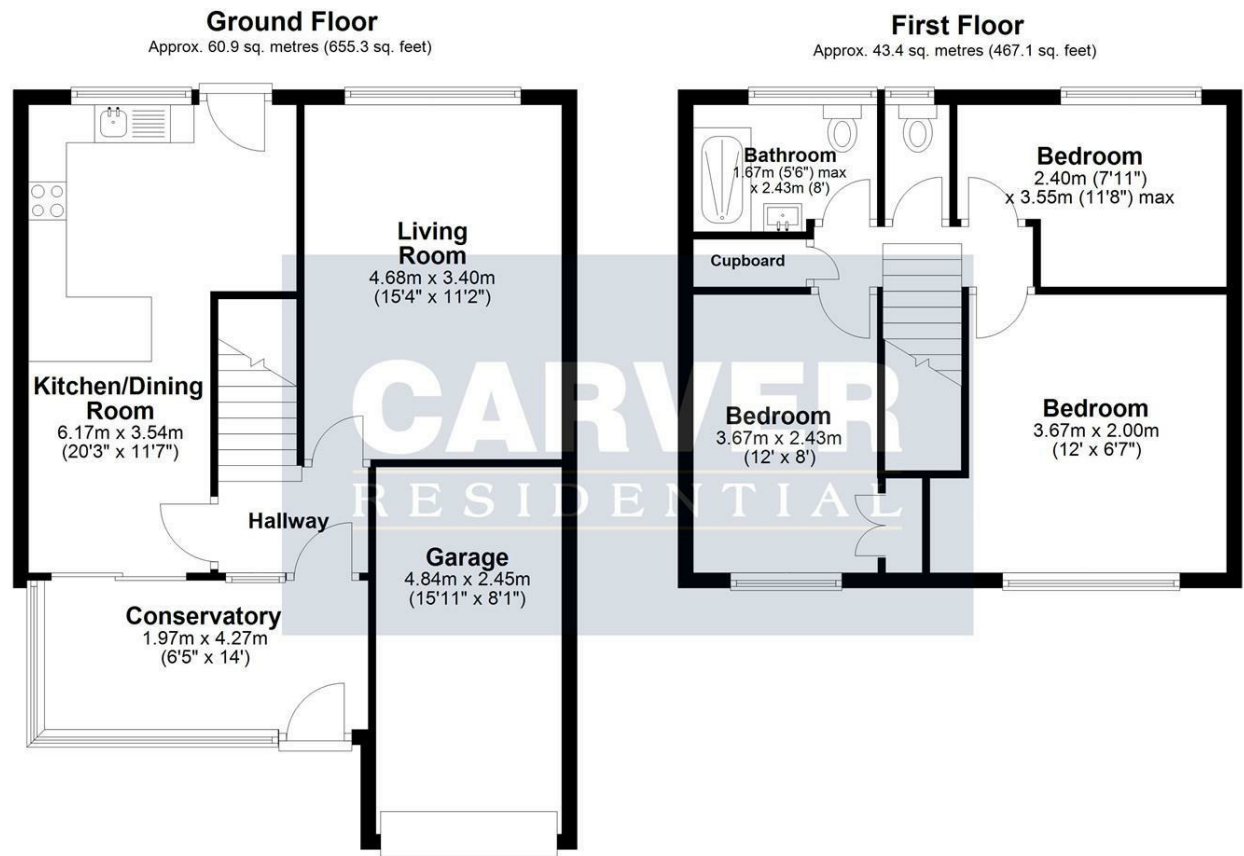 Ground Floor
Approx. 60.9 sq. metres (655.3 sq. feet)
Living
Room
4.68m x 3.40m
(15'4" x 11'2")
Kitchen/Dining
Room
6.17m x 3.54m
(20'3" x 11'7")
Hallway
Garage
4.84m x 2.45m
(15'11" x 8'1")
Conservatory
1.97m x 4.27m
(6'5" x 14')
First Floor
Approx. 43.4 sq. metres (467.1 sq. feet)
Bathroom
1.67m (5'6") max
x 2.43m (8')
Bedroom
2.40m (7'11")
x 3.55m (11'8") max
Cupboard
Bedroom
3.67m x 2.43m
(12' x 8')
Bedroom
3.67m x 2.00m
(12' x 6'7")
CARVER
RESIDENTIAL